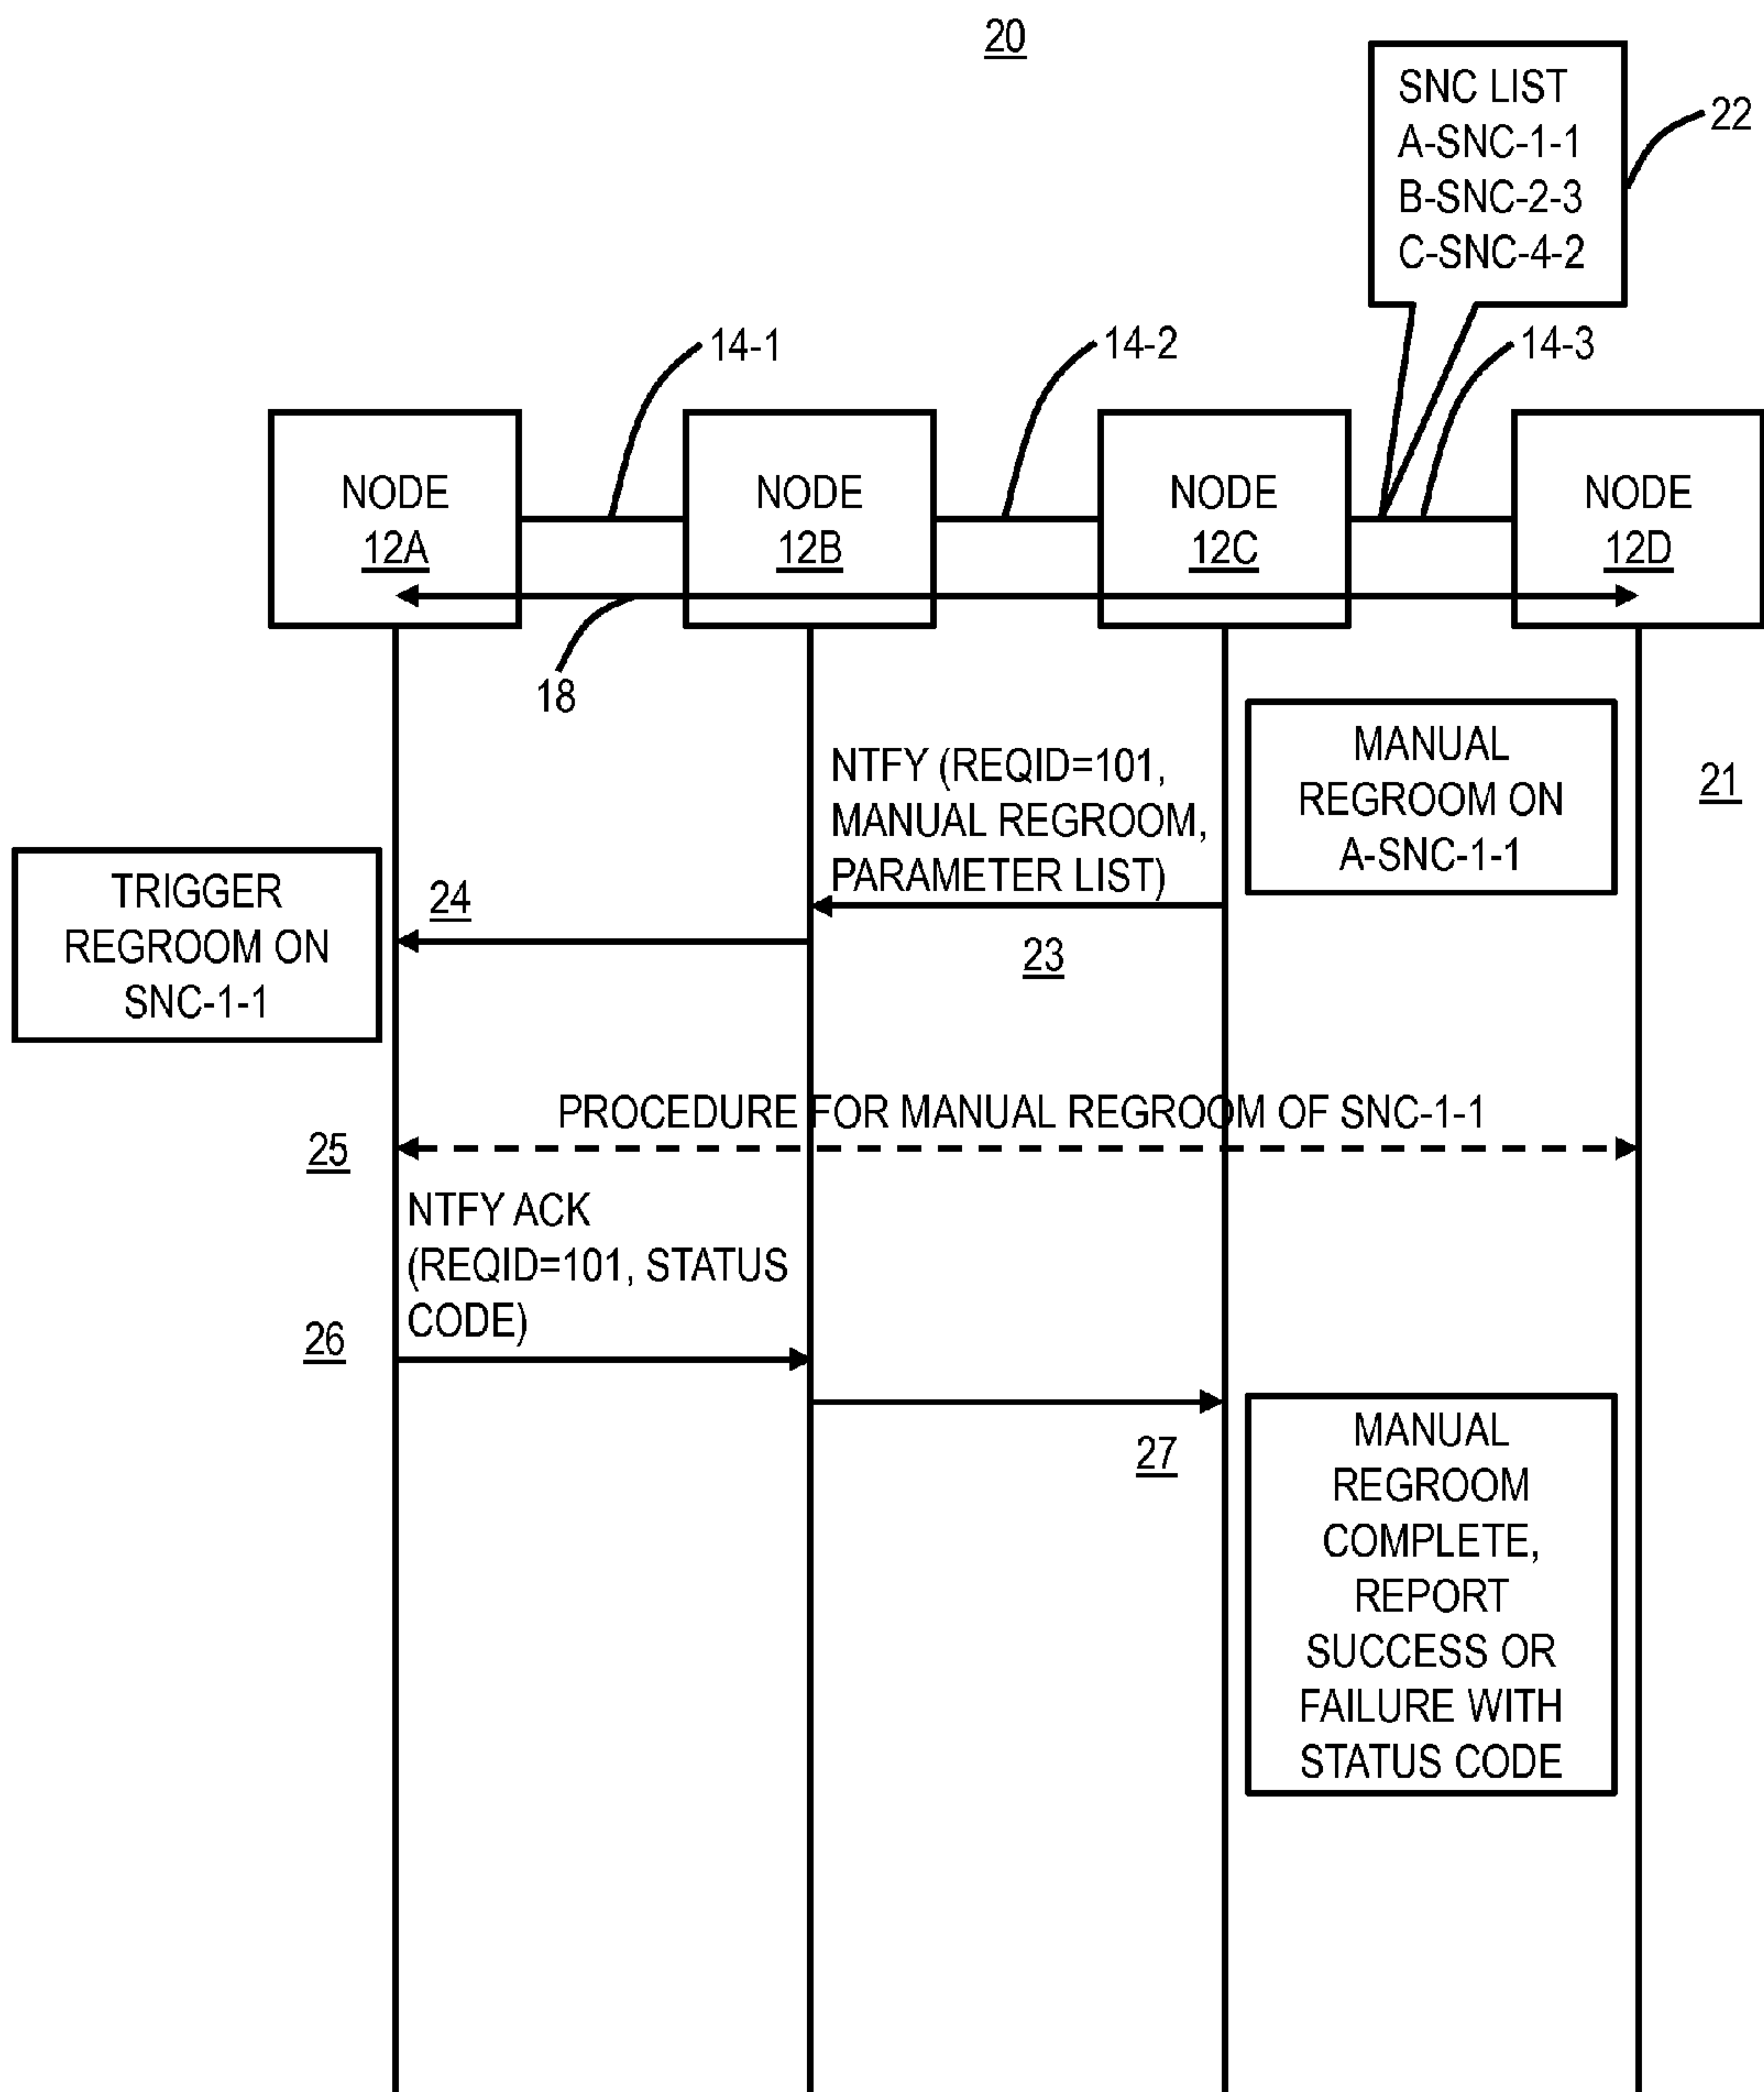 20
SNC LIST
A-SNC-1-1
B-SNC-2-3
C-SNC-4-2
22
14-1
14-2
14-3
NODE
12A
NODE
12B
NODE
12C
NODE
12D
18
MANUAL
REGROOM ON
A-SNC-1-1
21
NTFY (REQID=101,
MANUAL REGROOM,
PARAMETER LIST)
23
24
TRIGGER
REGROOM ON
SNC-1-1
PROCEDURE FOR MANUAL REGROOM OF SNC-1-1
25
NTFY ACK
(REQID=101, STATUS
CODE)
26
27
MANUAL
REGROOM
COMPLETE,
REPORT
SUCCESS OR
FAILURE WITH
STATUS CODE